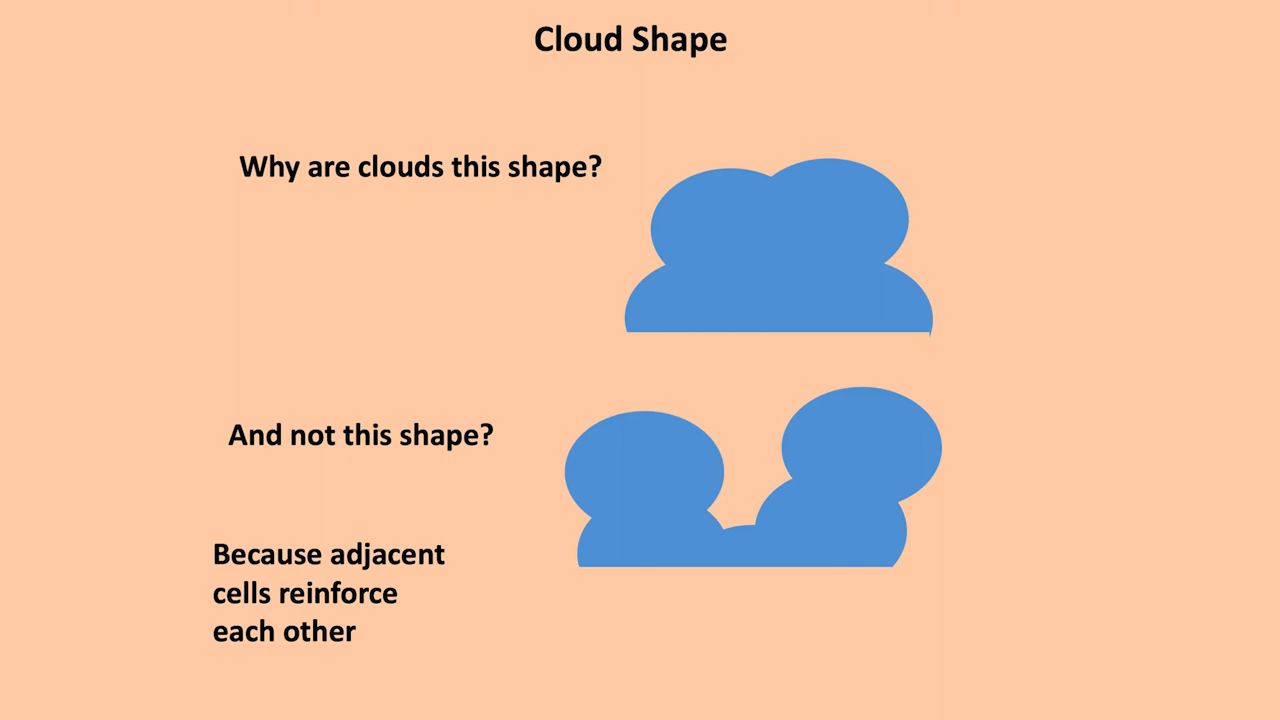 Cloud Shape
Why are clouds this shape?
And not this shape?
Because adjacent
cells reinforce
each other